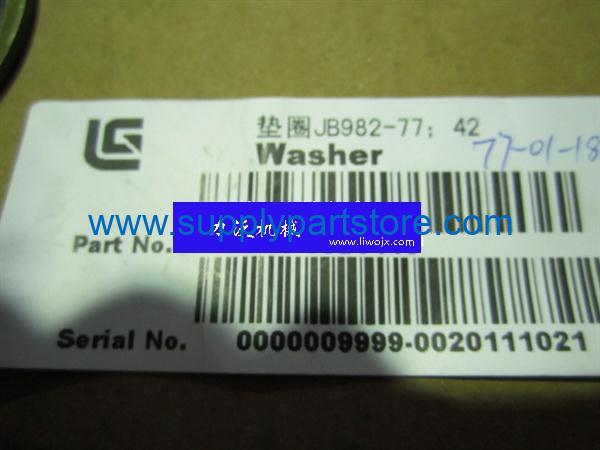 LG
垫圈JB982-77; 42
Washer
77-01-18
www.supplypartstore.com
力沃机械
www.liwojx.com
Part No.
Serial No.
0000009999-0020111021